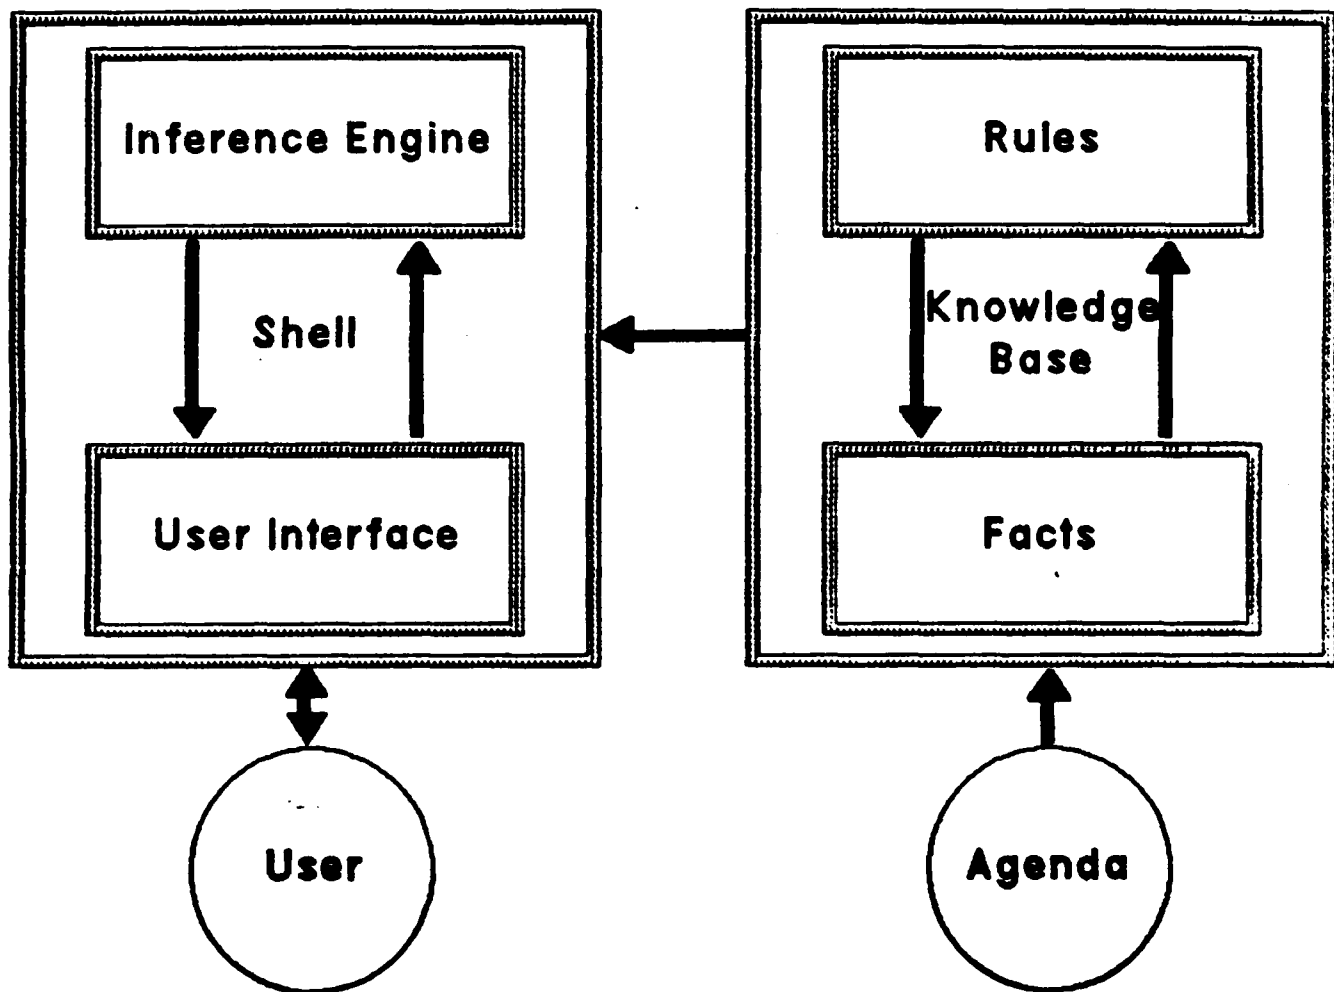 Inference Engine
Shell
User Interface
User
Rules
Knowledge
Base
Facts
Agenda